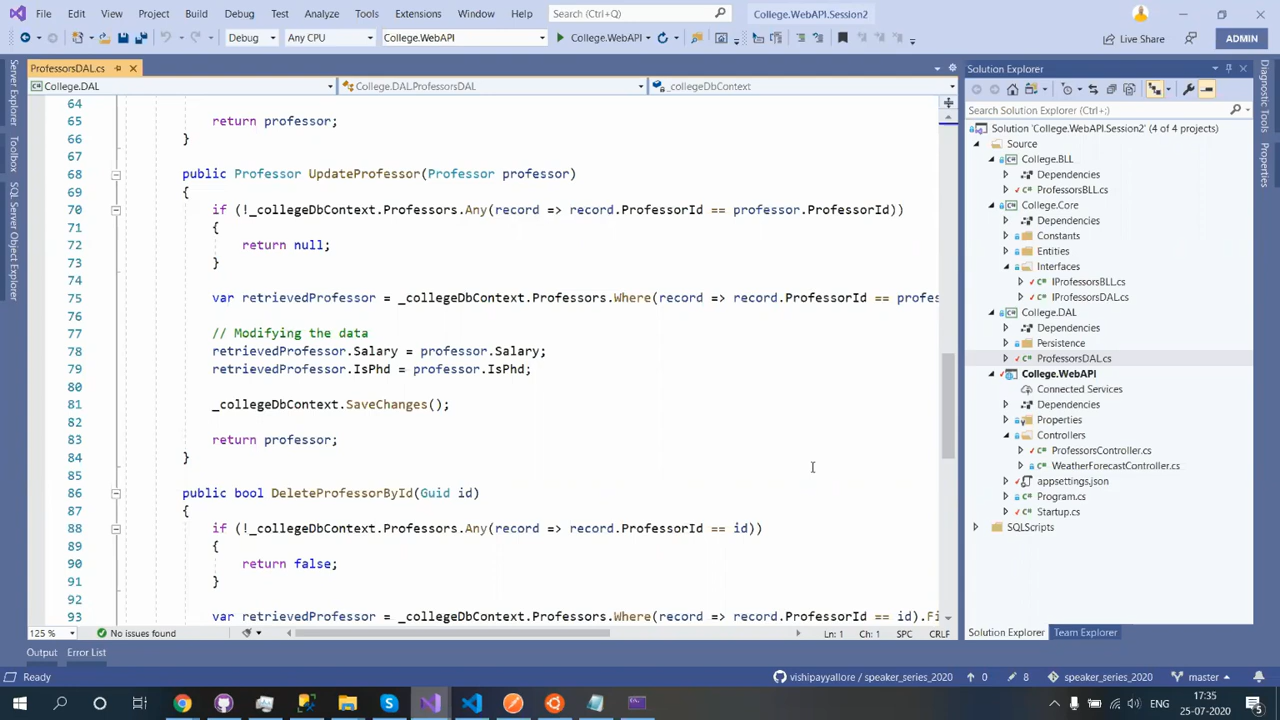 File Edit View Project Build Debug Test Analyze Tools Extensions Window Help Search (Ctrl+Q) College.WebAPI.Session2
Debug Any CPU College.WebAPI College.WebAPI Live Share ADMIN
ProfessorsDAL.cs
College.DAL College.DAL.ProfessorsDAL _collegeDbContext
Server Explorer
Toolbox
SQL Server Object Explorer
64
65 return professor;
66 }
67
68 public Professor UpdateProfessor(Professor professor)
69 {
70 if (!_collegeDbContext.Professors.Any(record => record.ProfessorId == professor.ProfessorId))
71 {
72 return null;
73 }
74
75 var retrievedProfessor = _collegeDbContext.Professors.Where(record => record.ProfessorId == profes
76
77 // Modifying the data
78 retrievedProfessor.Salary = professor.Salary;
79 retrievedProfessor.IsPhd = professor.IsPhd;
80
81 _collegeDbContext.SaveChanges();
82
83 return professor;
84 }
85
86 public bool DeleteProfessorById(Guid id)
87 {
88 if (!_collegeDbContext.Professors.Any(record => record.ProfessorId == id))
89 {
90 return false;
91 }
92
93 var retrievedProfessor = _collegeDbContext.Professors.Where(record => record.ProfessorId == id).Fi
125 % No issues found Ln: 1 Ch: 1 SPC CRLF
Solution Explorer
Search Solution Explorer (Ctrl+;)
Solution 'College.WebAPI.Session2' (4 of 4 projects)
Source
College.BLL
Dependencies
ProfessorsBLL.cs
College.Core
Dependencies
Constants
Entities
Interfaces
IProfessorsBLL.cs
IProfessorsDAL.cs
College.DAL
Dependencies
Persistence
ProfessorsDAL.cs
College.WebAPI
Connected Services
Dependencies
Properties
Controllers
ProfessorsController.cs
WeatherForecastController.cs
appsettings.json
Program.cs
Startup.cs
SQLScripts
Solution Explorer Team Explorer
Diagnostic Tools
Properties
Output Error List
Ready vishipayyallore / speaker_series_2020 0 8 speaker_series_2020 master
ENG 17:35
25-07-2020 5